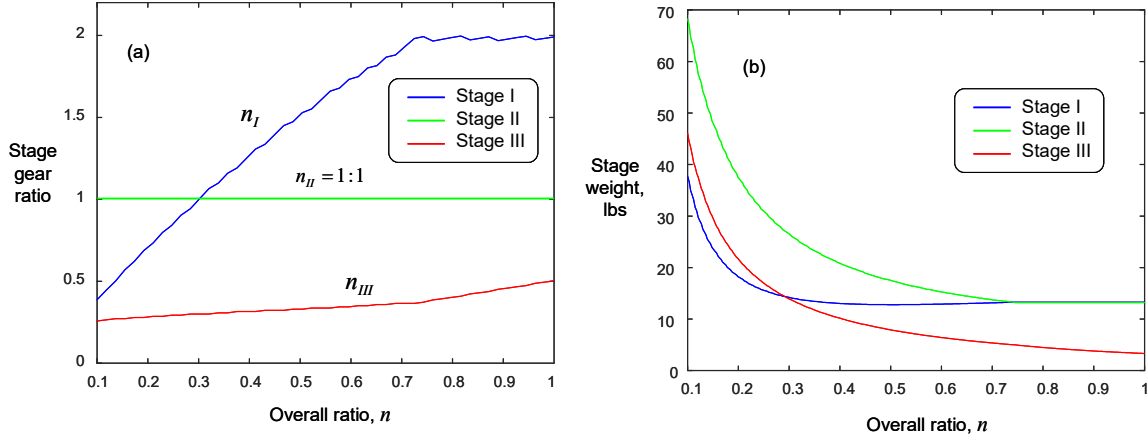 (a)
2
1.5
1
0.5
0
Stage
gear
ratio
Stage I
Stage II
Stage III
n_I
n_II = 1:1
n_III
0.1 0.2 0.3 0.4 0.5 0.6 0.7 0.8 0.9 1
Overall ratio, n
(b)
70
60
50
40
30
20
10
0
Stage
weight,
lbs
Stage I
Stage II
Stage III
0.1 0.2 0.3 0.4 0.5 0.6 0.7 0.8 0.9 1
Overall ratio, n